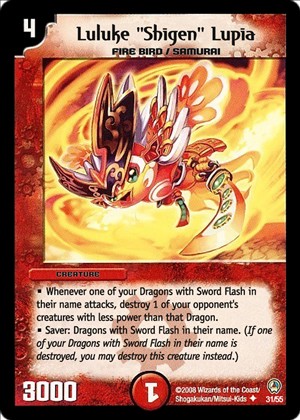 4
Luluke "Shigen" Lupia
FIRE BIRD / SAMURAI
CREATURE
▪ Whenever one of your Dragons with Sword Flash in
their name attacks, destroy 1 of your opponent's
creatures with less power than that Dragon.
▪ Saver: Dragons with Sword Flash in their name. (If one
of your Dragons with Sword Flash in their name is
destroyed, you may destroy this creature instead.)
3000
1
©2008 Wizards of the Coast/
Shogakukan/Mitsui-Kids ♦ 31/55